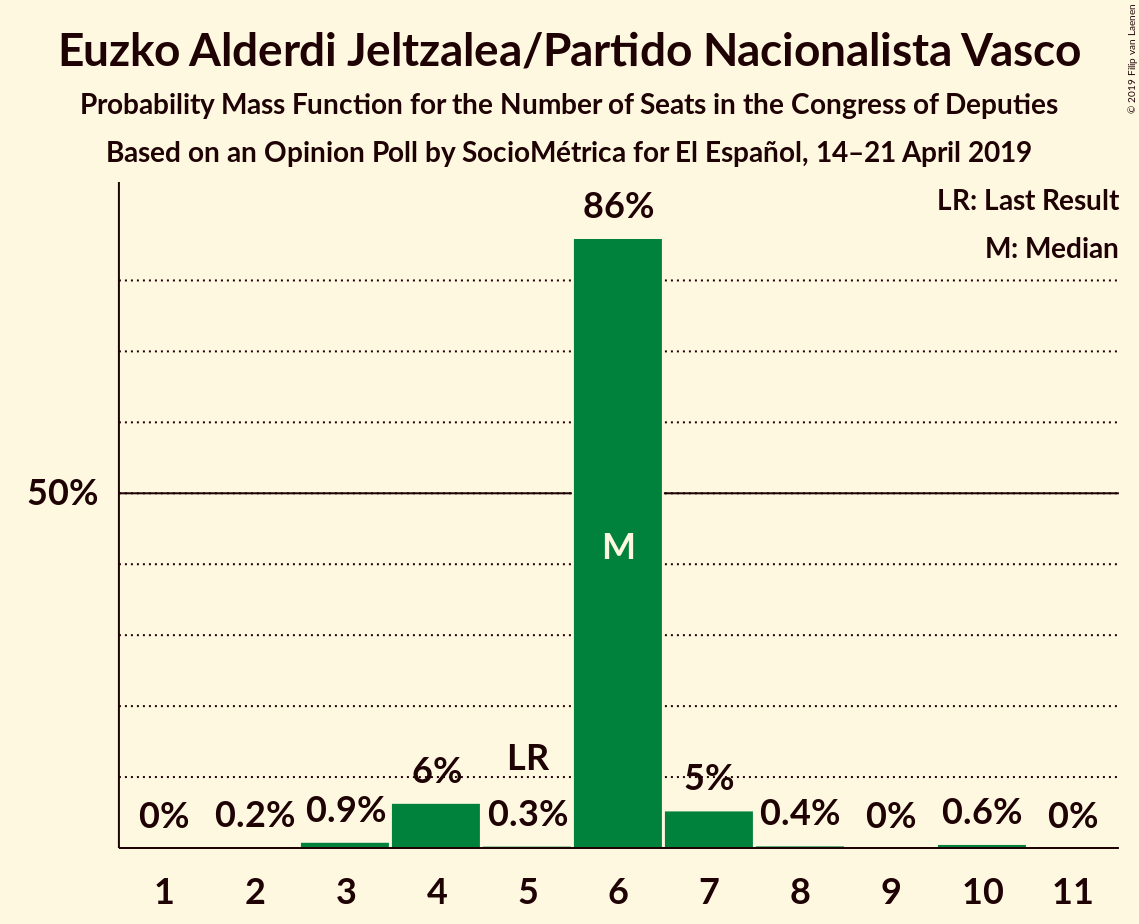 Euzko Alderdi Jeltzalea/Partido Nacionalista Vasco
Probability Mass Function for the Number of Seats in the Congress of Deputies
Based on an Opinion Poll by SocioMétrica for El Español, 14–21 April 2019
© 2019 Filip van Laenen
LR: Last Result
M: Median
86%
50%
M
LR
0% 0.2% 0.9% 6% 0.3% 5% 0.4% 0% 0.6% 0%
1 2 3 4 5 6 7 8 9 10 11